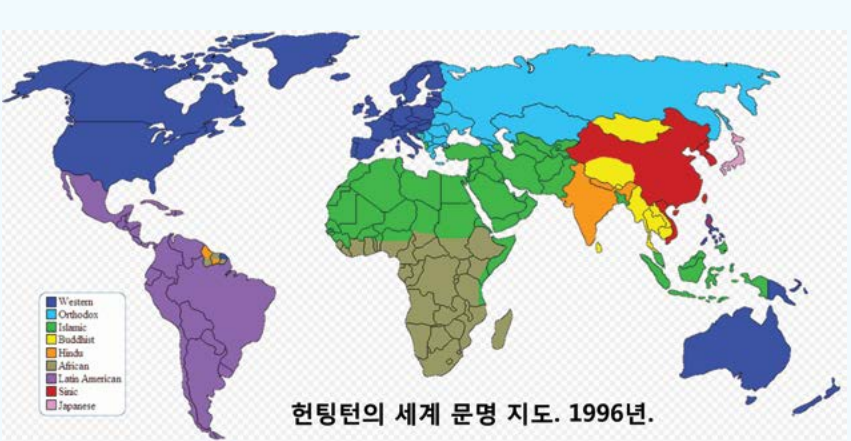 Western
Orthodox
Islamic
Buddhist
Hindu
African
Latin American
Sinic
Japanese
헌팅턴의 세계 문명 지도. 1996년.